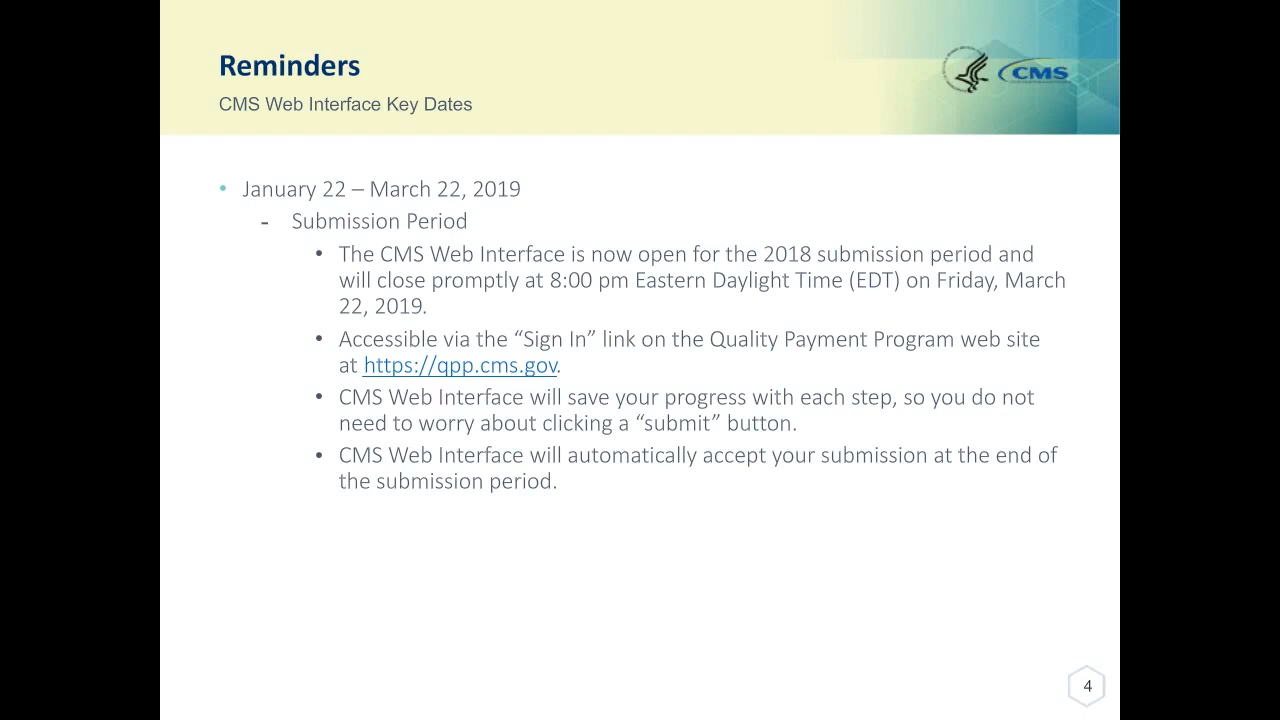 Reminders
CMS Web Interface Key Dates
CMS
• January 22 – March 22, 2019
- Submission Period
• The CMS Web Interface is now open for the 2018 submission period and
will close promptly at 8:00 pm Eastern Daylight Time (EDT) on Friday, March
22, 2019.
• Accessible via the “Sign In” link on the Quality Payment Program web site
at https://qpp.cms.gov.
• CMS Web Interface will save your progress with each step, so you do not
need to worry about clicking a “submit” button.
• CMS Web Interface will automatically accept your submission at the end of
the submission period.
4